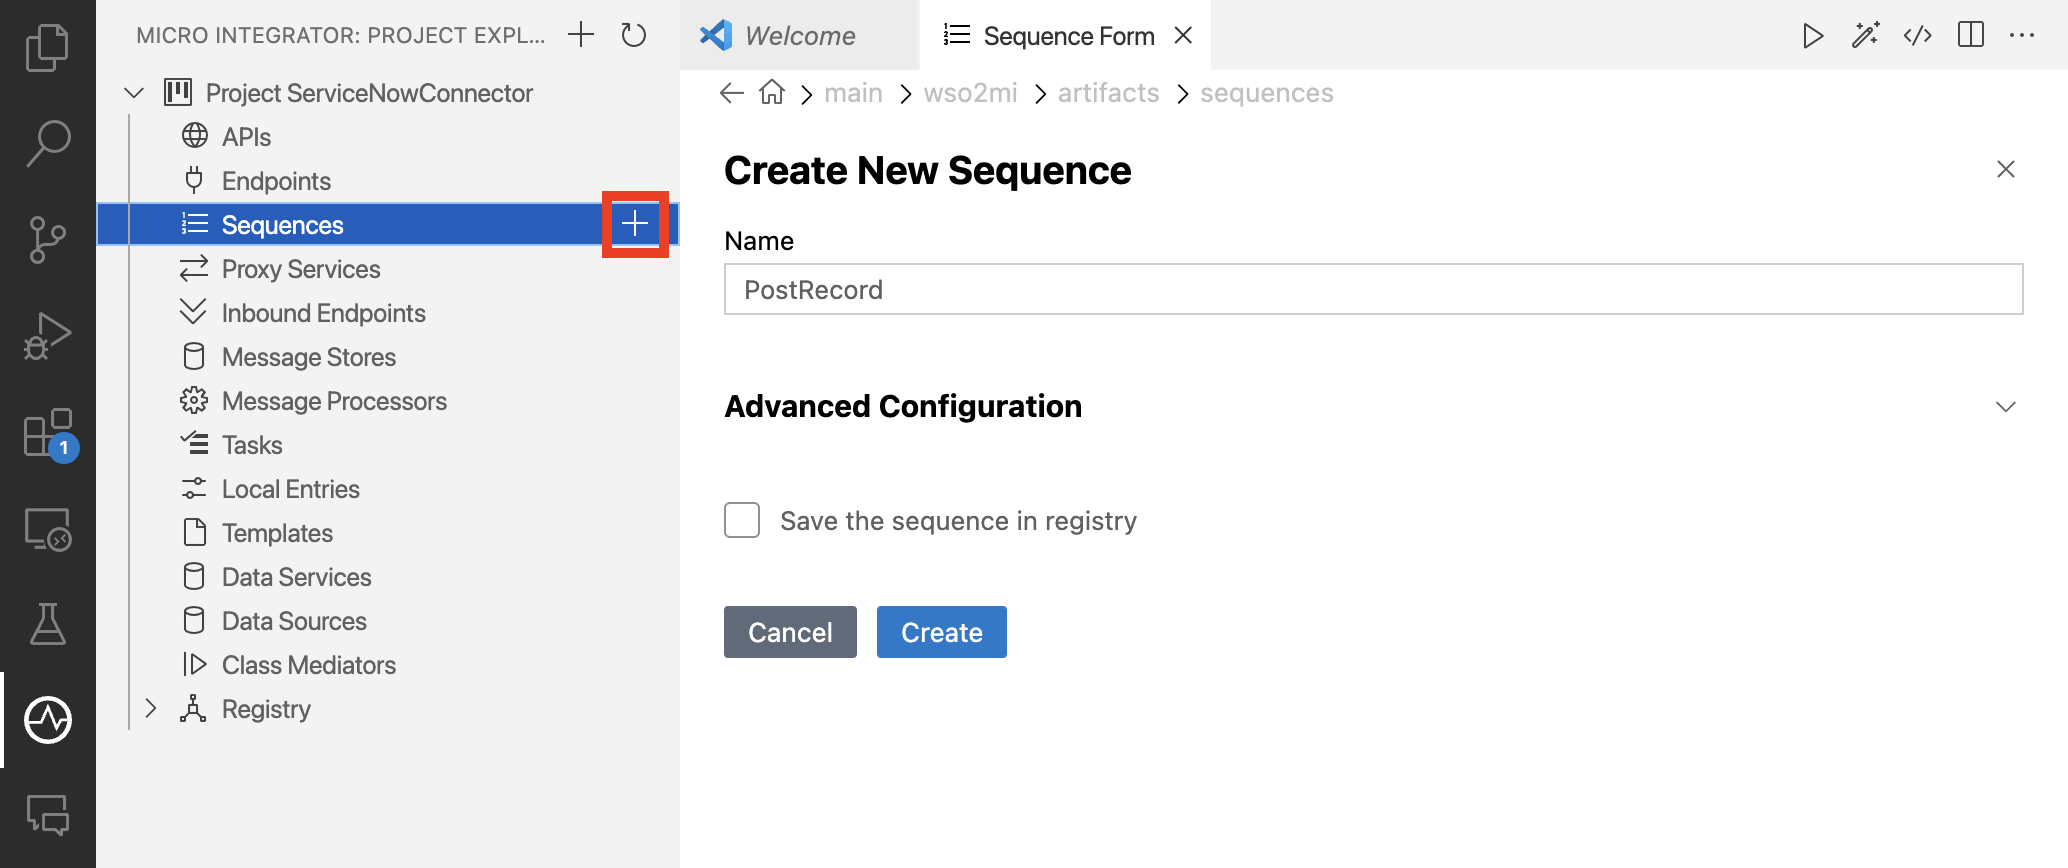 MICRO INTEGRATOR: PROJECT EXPL...
Project ServiceNowConnector
APIs
Endpoints
Sequences
Proxy Services
Inbound Endpoints
Message Stores
Message Processors
Tasks
Local Entries
Templates
Data Services
Data Sources
Class Mediators
Registry
1
Welcome
Sequence Form
main
wso2mi
artifacts
sequences
Create New Sequence
Name
PostRecord
Advanced Configuration
Save the sequence in registry
Cancel
Create